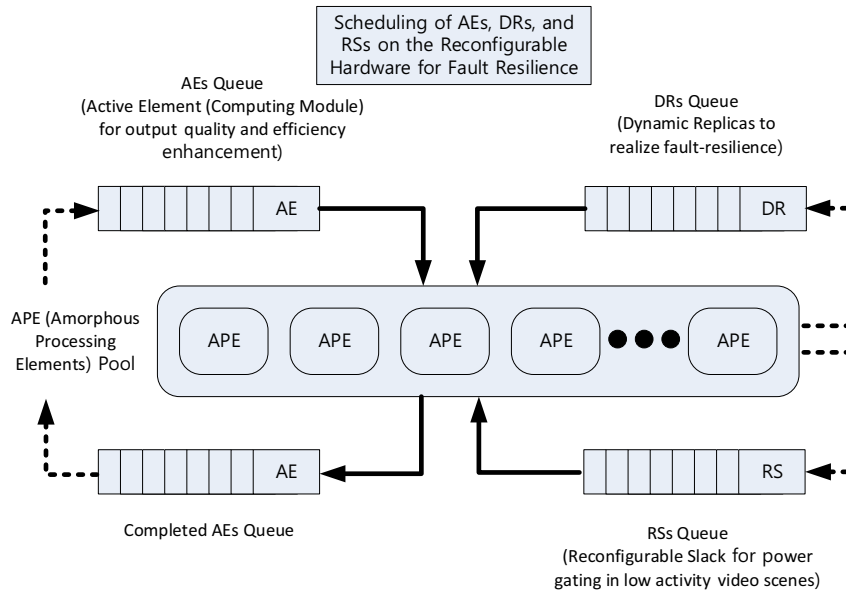 Scheduling of AEs, DRs, and
RSs on the Reconfigurable
Hardware for Fault Resilience
AEs Queue
(Active Element (Computing Module)
for output quality and efficiency
enhancement)
DRs Queue
(Dynamic Replicas to
realize fault-resilience)
AE
DR
APE (Amorphous
Processing
Elements) Pool
APE
APE
APE
APE
APE
AE
RS
Completed AEs Queue
RSs Queue
(Reconfigurable Slack for power
gating in low activity video scenes)